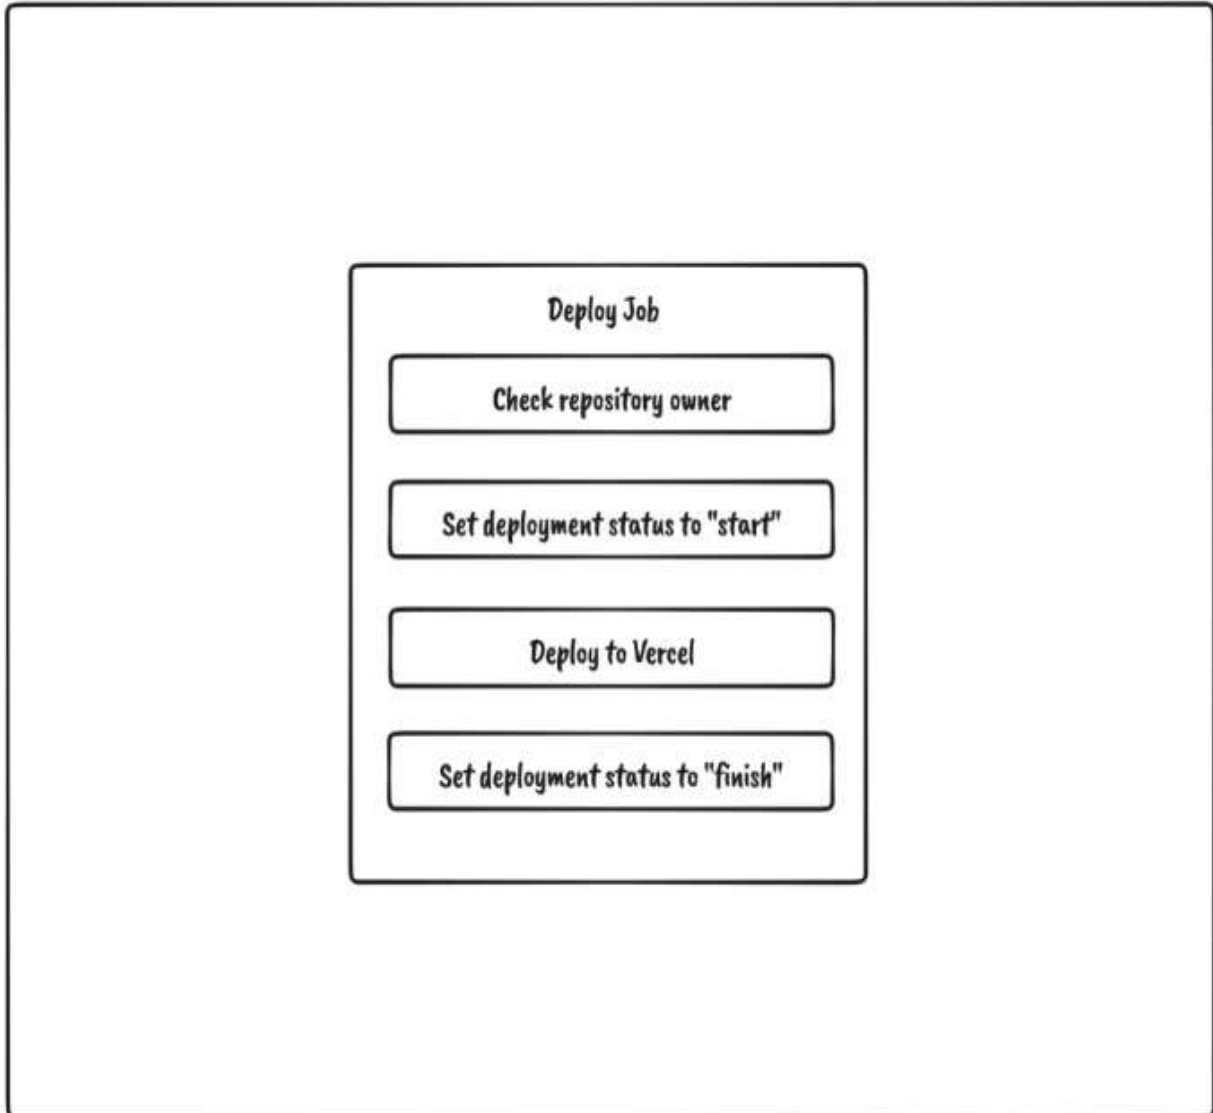 Deploy Job
Check repository owner
Set deployment status to "start"
Deploy to Vercel
Set deployment status to "finish"